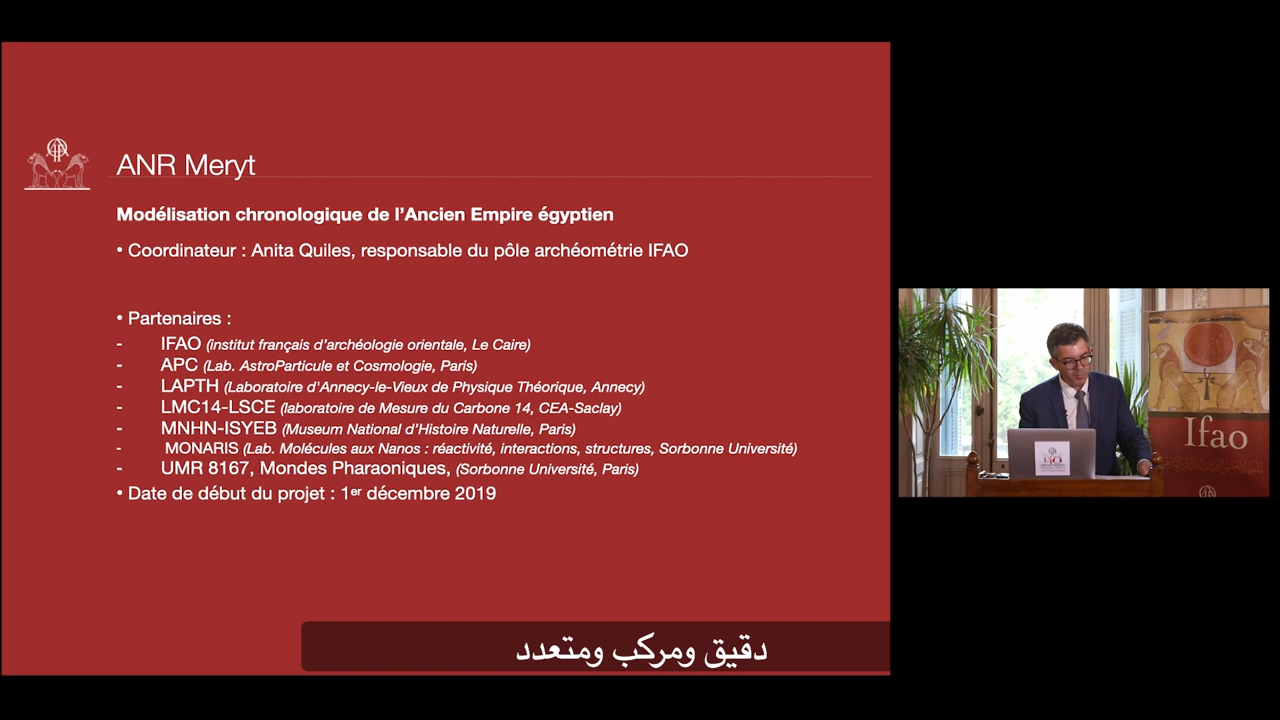 ANR Meryt
Modélisation chronologique de l'Ancien Empire égyptien
• Coordinateur : Anita Quiles, responsable du pôle archéométrie IFAO
• Partenaires :
- IFAO (institut français d'archéologie orientale, Le Caire)
- APC (Lab. AstroParticule et Cosmologie, Paris)
- LAPTH (Laboratoire d'Annecy-le-Vieux de Physique Théorique, Annecy)
- LMC14-LSCE (laboratoire de Mesure du Carbone 14, CEA-Saclay)
- MNHN-ISYEB (Museum National d'Histoire Naturelle, Paris)
- MONARIS (Lab. Molécules aux Nanos : réactivité, interactions, structures, Sorbonne Université)
- UMR 8167, Mondes Pharaoniques, (Sorbonne Université, Paris)
• Date de début du projet : 1er décembre 2019
دقيق ومركب ومتعدد
Ifao